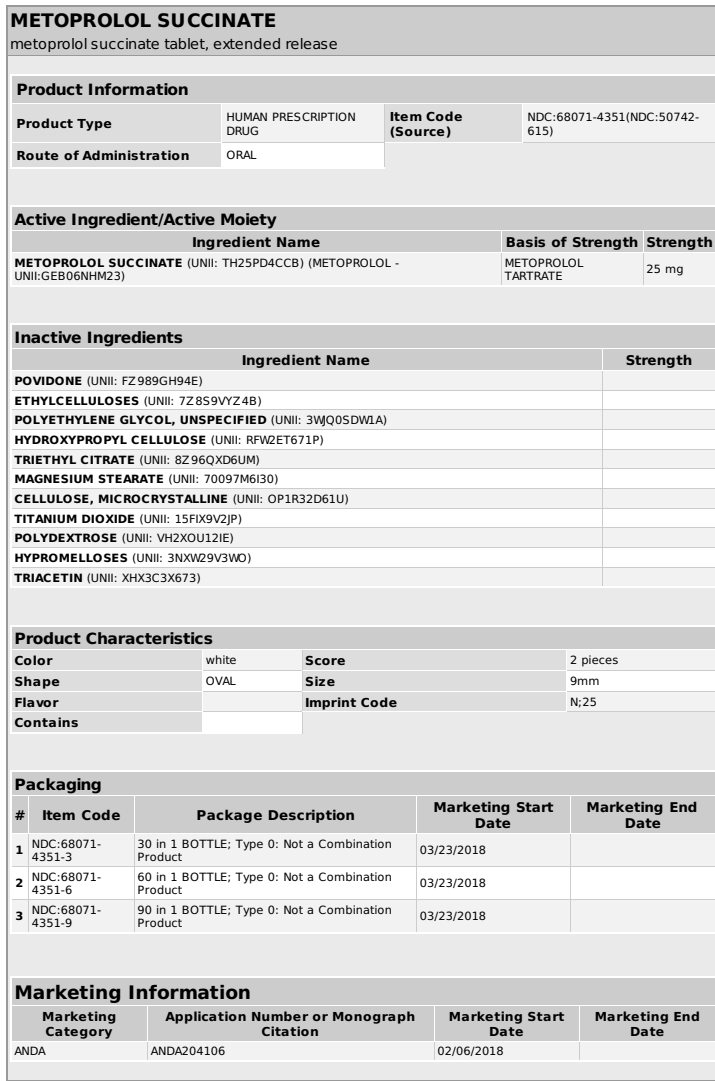 METOPROLOL SUCCINATE
metoprolol succinate tablet, extended release
Product Information
Product Type HUMAN PRESCRIPTION DRUG Item Code (Source) NDC:68071-4351(NDC:50742-615)
Route of Administration ORAL
Active Ingredient/Active Moiety
Ingredient Name Basis of Strength Strength
METOPROLOL SUCCINATE (UNII: TH25PD4CCB) (METOPROLOL - UNII:GEB06NHM23) METOPROLOL TARTRATE 25 mg
Inactive Ingredients
Ingredient Name Strength
POVIDONE (UNII: FZ989GH94E)
ETHYLCELLULOSES (UNII: 7Z8S9VYZ4B)
POLYETHYLENE GLYCOL, UNSPECIFIED (UNII: 3WJQ0SDW1A)
HYDROXYPROPYL CELLULOSE (UNII: RFW2ET671P)
TRIETHYL CITRATE (UNII: 8Z96QXD6UM)
MAGNESIUM STEARATE (UNII: 70097M6I30)
CELLULOSE, MICROCRYSTALLINE (UNII: OP1R32D61U)
TITANIUM DIOXIDE (UNII: 15FIX9V2JP)
POLYDEXTROSE (UNII: VH2XOU12IE)
HYPROMELLOSES (UNII: 3NXW29V3WO)
TRIACETIN (UNII: XHX3C3X673)
Product Characteristics
Color white Score 2 pieces
Shape OVAL Size 9mm
Flavor Imprint Code N;25
Contains
Packaging
# Item Code Package Description Marketing Start Date Marketing End Date
1 NDC:68071-4351-3 30 in 1 BOTTLE; Type 0: Not a Combination Product 03/23/2018
2 NDC:68071-4351-6 60 in 1 BOTTLE; Type 0: Not a Combination Product 03/23/2018
3 NDC:68071-4351-9 90 in 1 BOTTLE; Type 0: Not a Combination Product 03/23/2018
Marketing Information
Marketing Category Application Number or Monograph Citation Marketing Start Date Marketing End Date
ANDA ANDA204106 02/06/2018